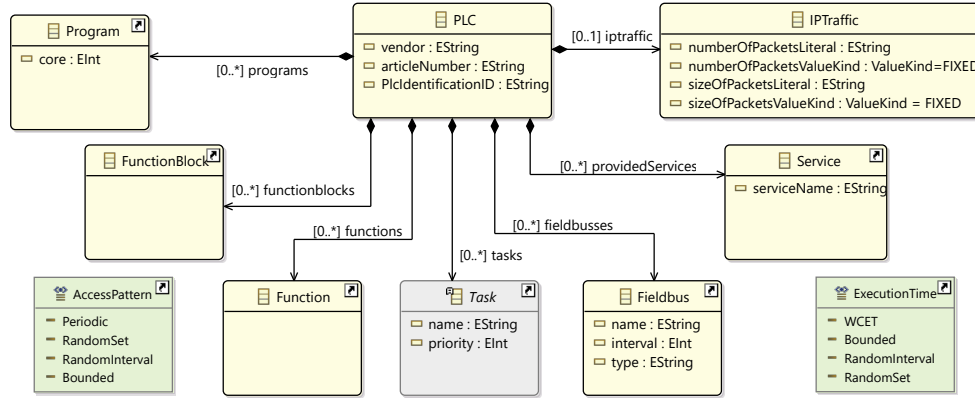 Program
core : EInt
[0..*] programs
PLC
vendor : EString
articleNumber : EString
PlcIdentificationID : EString
[0..1] iptraffic
IPTraffic
numberOfPacketsLiteral : EString
numberOfPacketsValueKind : ValueKind=FIXED
sizeOfPacketsLiteral : EString
sizeOfPacketsValueKind : ValueKind = FIXED
FunctionBlock
[0..*] functionblocks
[0..*] providedServices
Service
serviceName : EString
[0..*] functions
[0..*] tasks
[0..*] fieldbusses
AccessPattern
Periodic
RandomSet
RandomInterval
Bounded
Function
Task
name : EString
priority : EInt
Fieldbus
name : EString
interval : EInt
type : EString
ExecutionTime
WCET
Bounded
RandomInterval
RandomSet